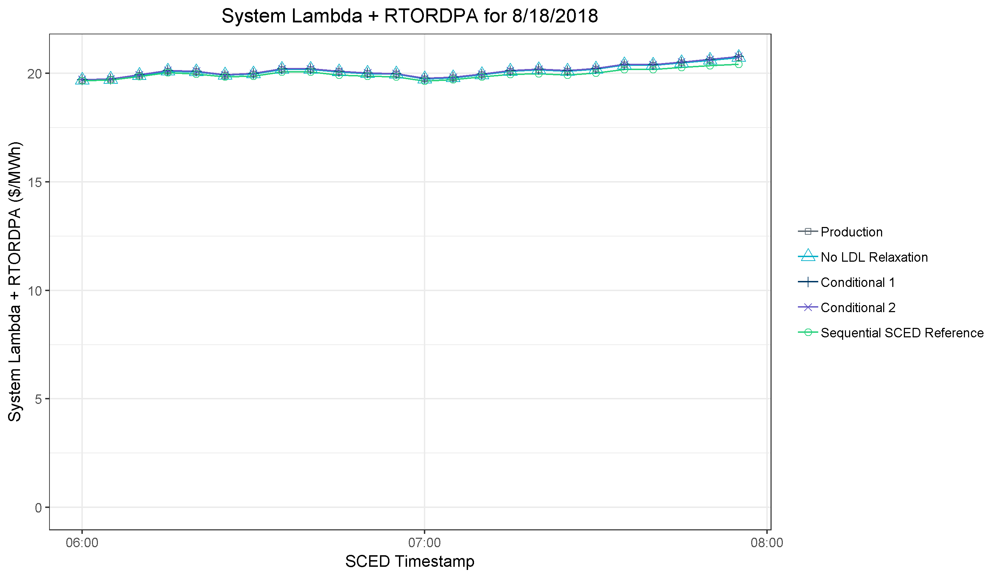 System Lambda + RTORDPA for 8/18/2018
System Lambda + RTORDPA ($/MWh)
20
15
10
5
0
06:00
07:00
08:00
SCED Timestamp
Production
No LDL Relaxation
Conditional 1
Conditional 2
Sequential SCED Reference